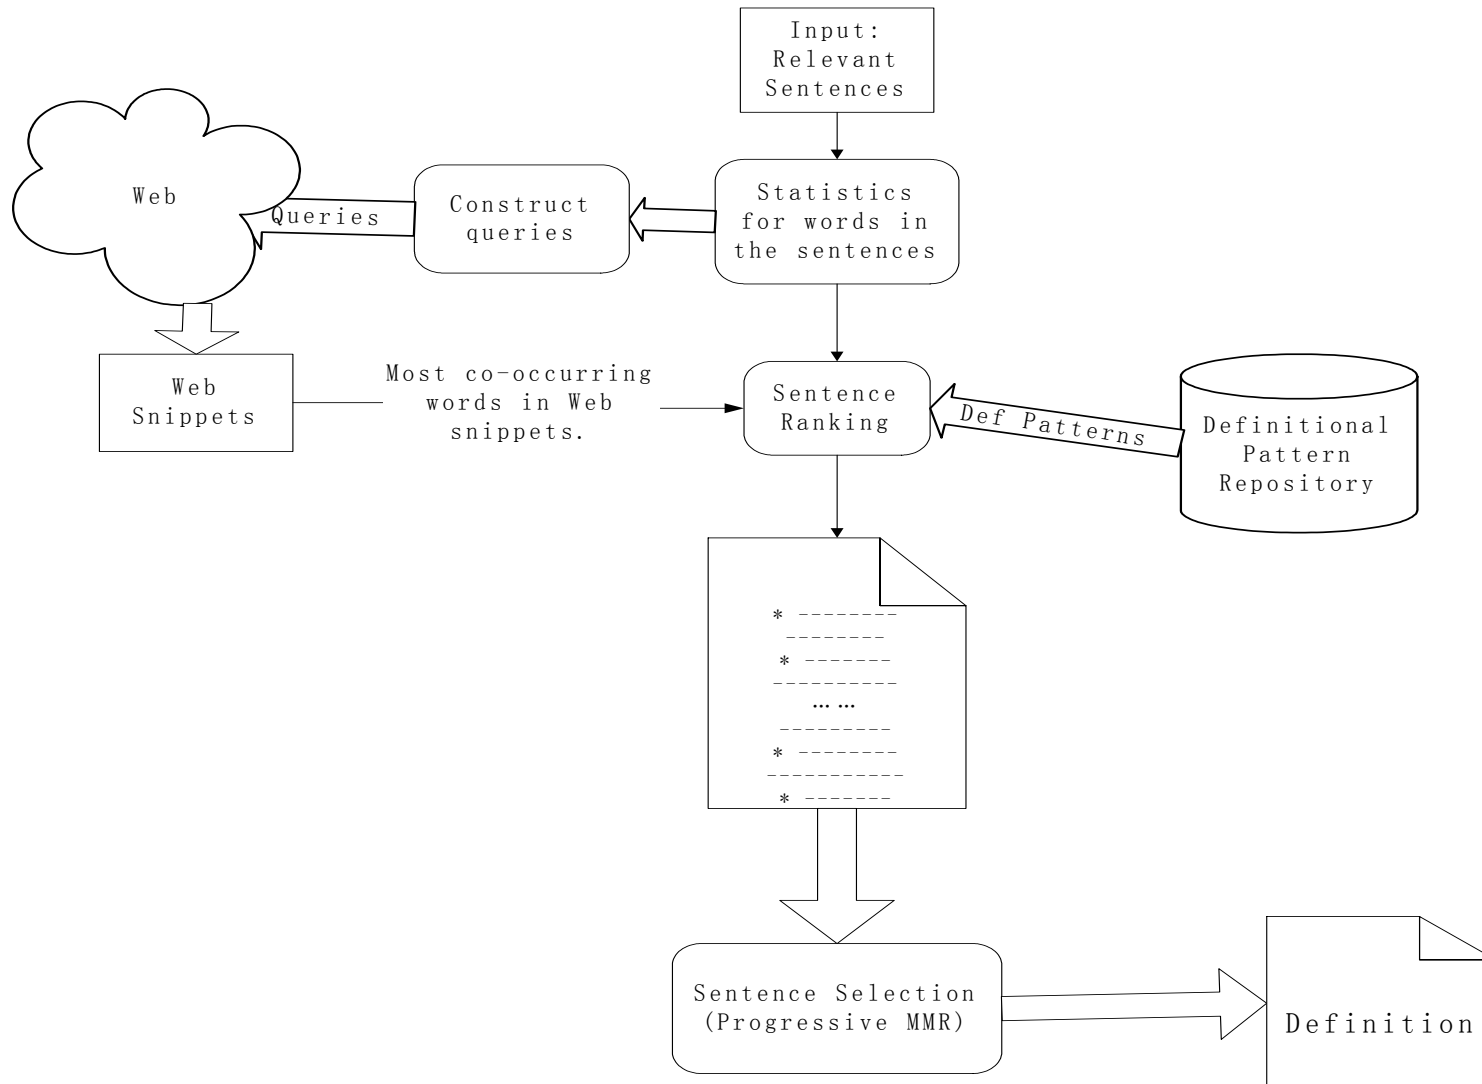 Input:
Relevant
Sentences
Web
Queries
Construct
queries
Statistics
for words in
the sentences
Web
Snippets
Most co-occurring
words in Web
snippets.
Sentence
Ranking
Def Patterns
Definitional
Pattern
Repository
* --------
--------
* -------
----------
... ...
---------
* --------
-----------
* -------
Sentence Selection
(Progressive MMR)
Definition